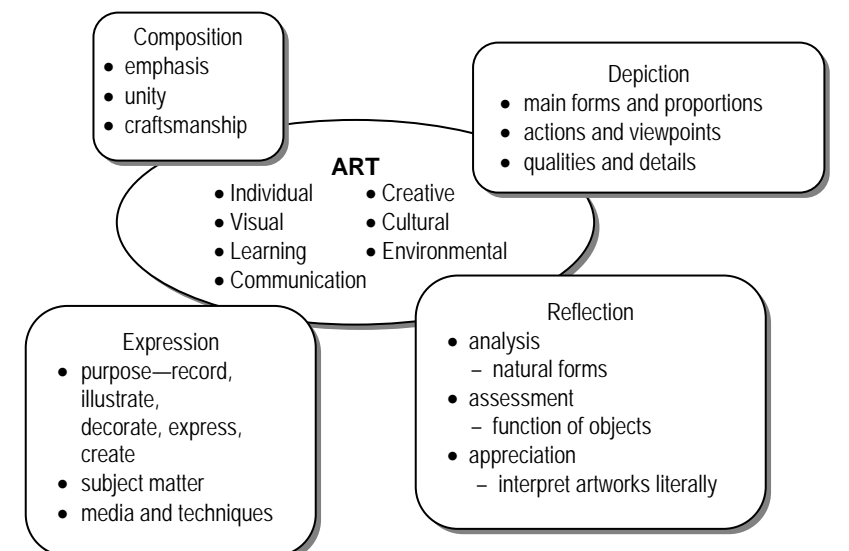 Composition
• emphasis
• unity
• craftsmanship
Depiction
• main forms and proportions
• actions and viewpoints
• qualities and details
ART
• Individual
• Visual
• Learning
• Communication
• Creative
• Cultural
• Environmental
Expression
• purpose—record,
illustrate,
decorate, express,
create
• subject matter
• media and techniques
Reflection
• analysis
– natural forms
• assessment
– function of objects
• appreciation
– interpret artworks literally